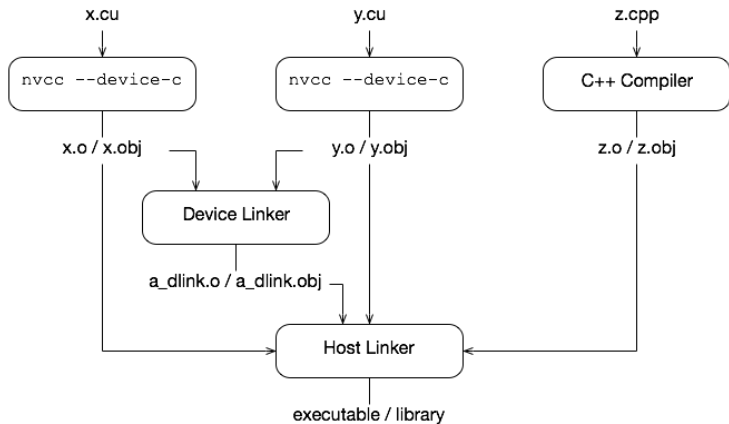 x.cu
y.cu
z.cpp
nvcc --device-c
nvcc --device-c
C++ Compiler
x.o / x.obj
y.o / y.obj
z.o / z.obj
Device Linker
a_dlink.o / a_dlink.obj
Host Linker
executable / library